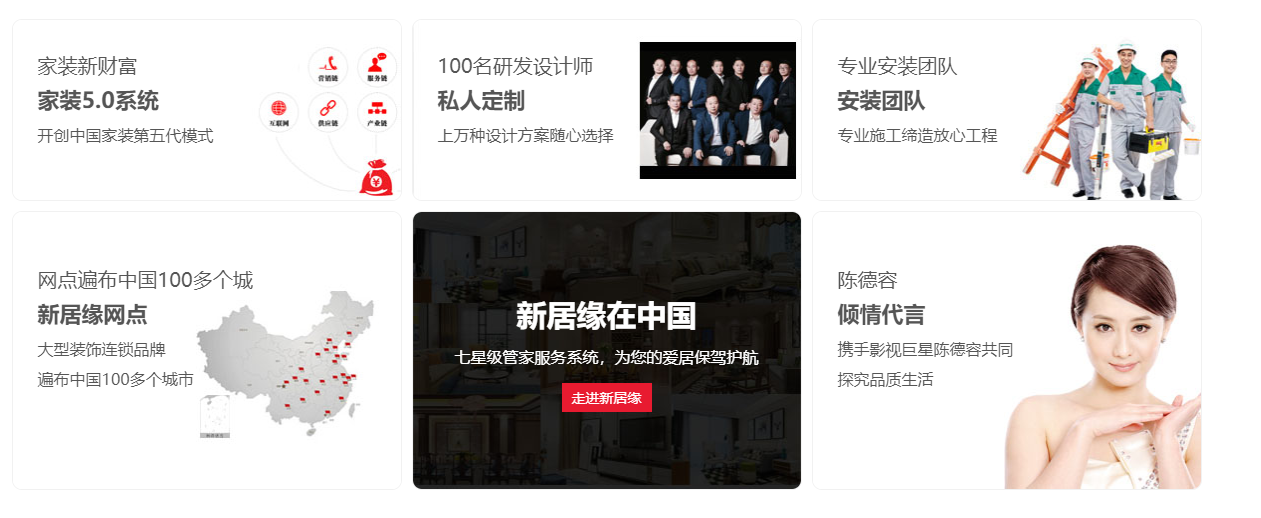 家装新财富
家装5.0系统
开创中国家装第五代模式
营销链
服务链
互联网
供应链
产业链
100名研发设计师
私人定制
上万种设计方案随心选择
专业安装团队
安装团队
专业施工缔造放心工程
网点遍布中国100多个城
新居缘网点
大型装饰连锁品牌
遍布中国100多个城市
新居缘在中国
七星级管家服务系统，为您的爱居保驾护航
走进新居缘
陈德容
倾情代言
携手影视巨星陈德容共同
探究品质生活